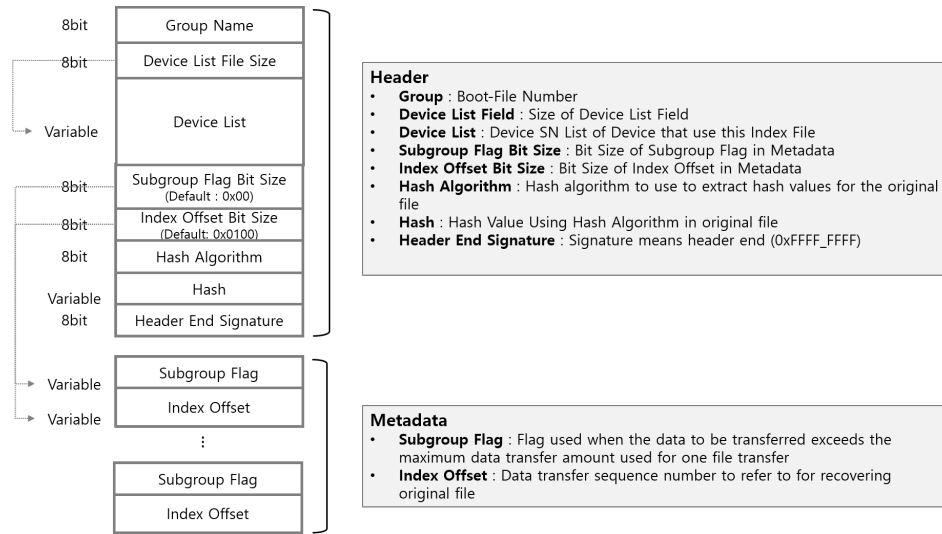 8bit
Group Name
8bit
Device List File Size
Variable
Device List
8bit
Subgroup Flag Bit Size
(Default : 0x00)
8bit
Index Offset Bit Size
(Default: 0x0100)
8bit
Hash Algorithm
Variable
Hash
8bit
Header End Signature
Variable
Subgroup Flag
Variable
Index Offset
⋮
Subgroup Flag
Index Offset
Header
• Group : Boot-File Number
• Device List Field : Size of Device List Field
• Device List : Device SN List of Device that use this Index File
• Subgroup Flag Bit Size : Bit Size of Subgroup Flag in Metadata
• Index Offset Bit Size : Bit Size of Index Offset in Metadata
• Hash Algorithm : Hash algorithm to use to extract hash values for the original
file
• Hash : Hash Value Using Hash Algorithm in original file
• Header End Signature : Signature means header end (0xFFFF_FFFF)
Metadata
• Subgroup Flag : Flag used when the data to be transferred exceeds the
maximum data transfer amount used for one file transfer
• Index Offset : Data transfer sequence number to refer to for recovering
original file